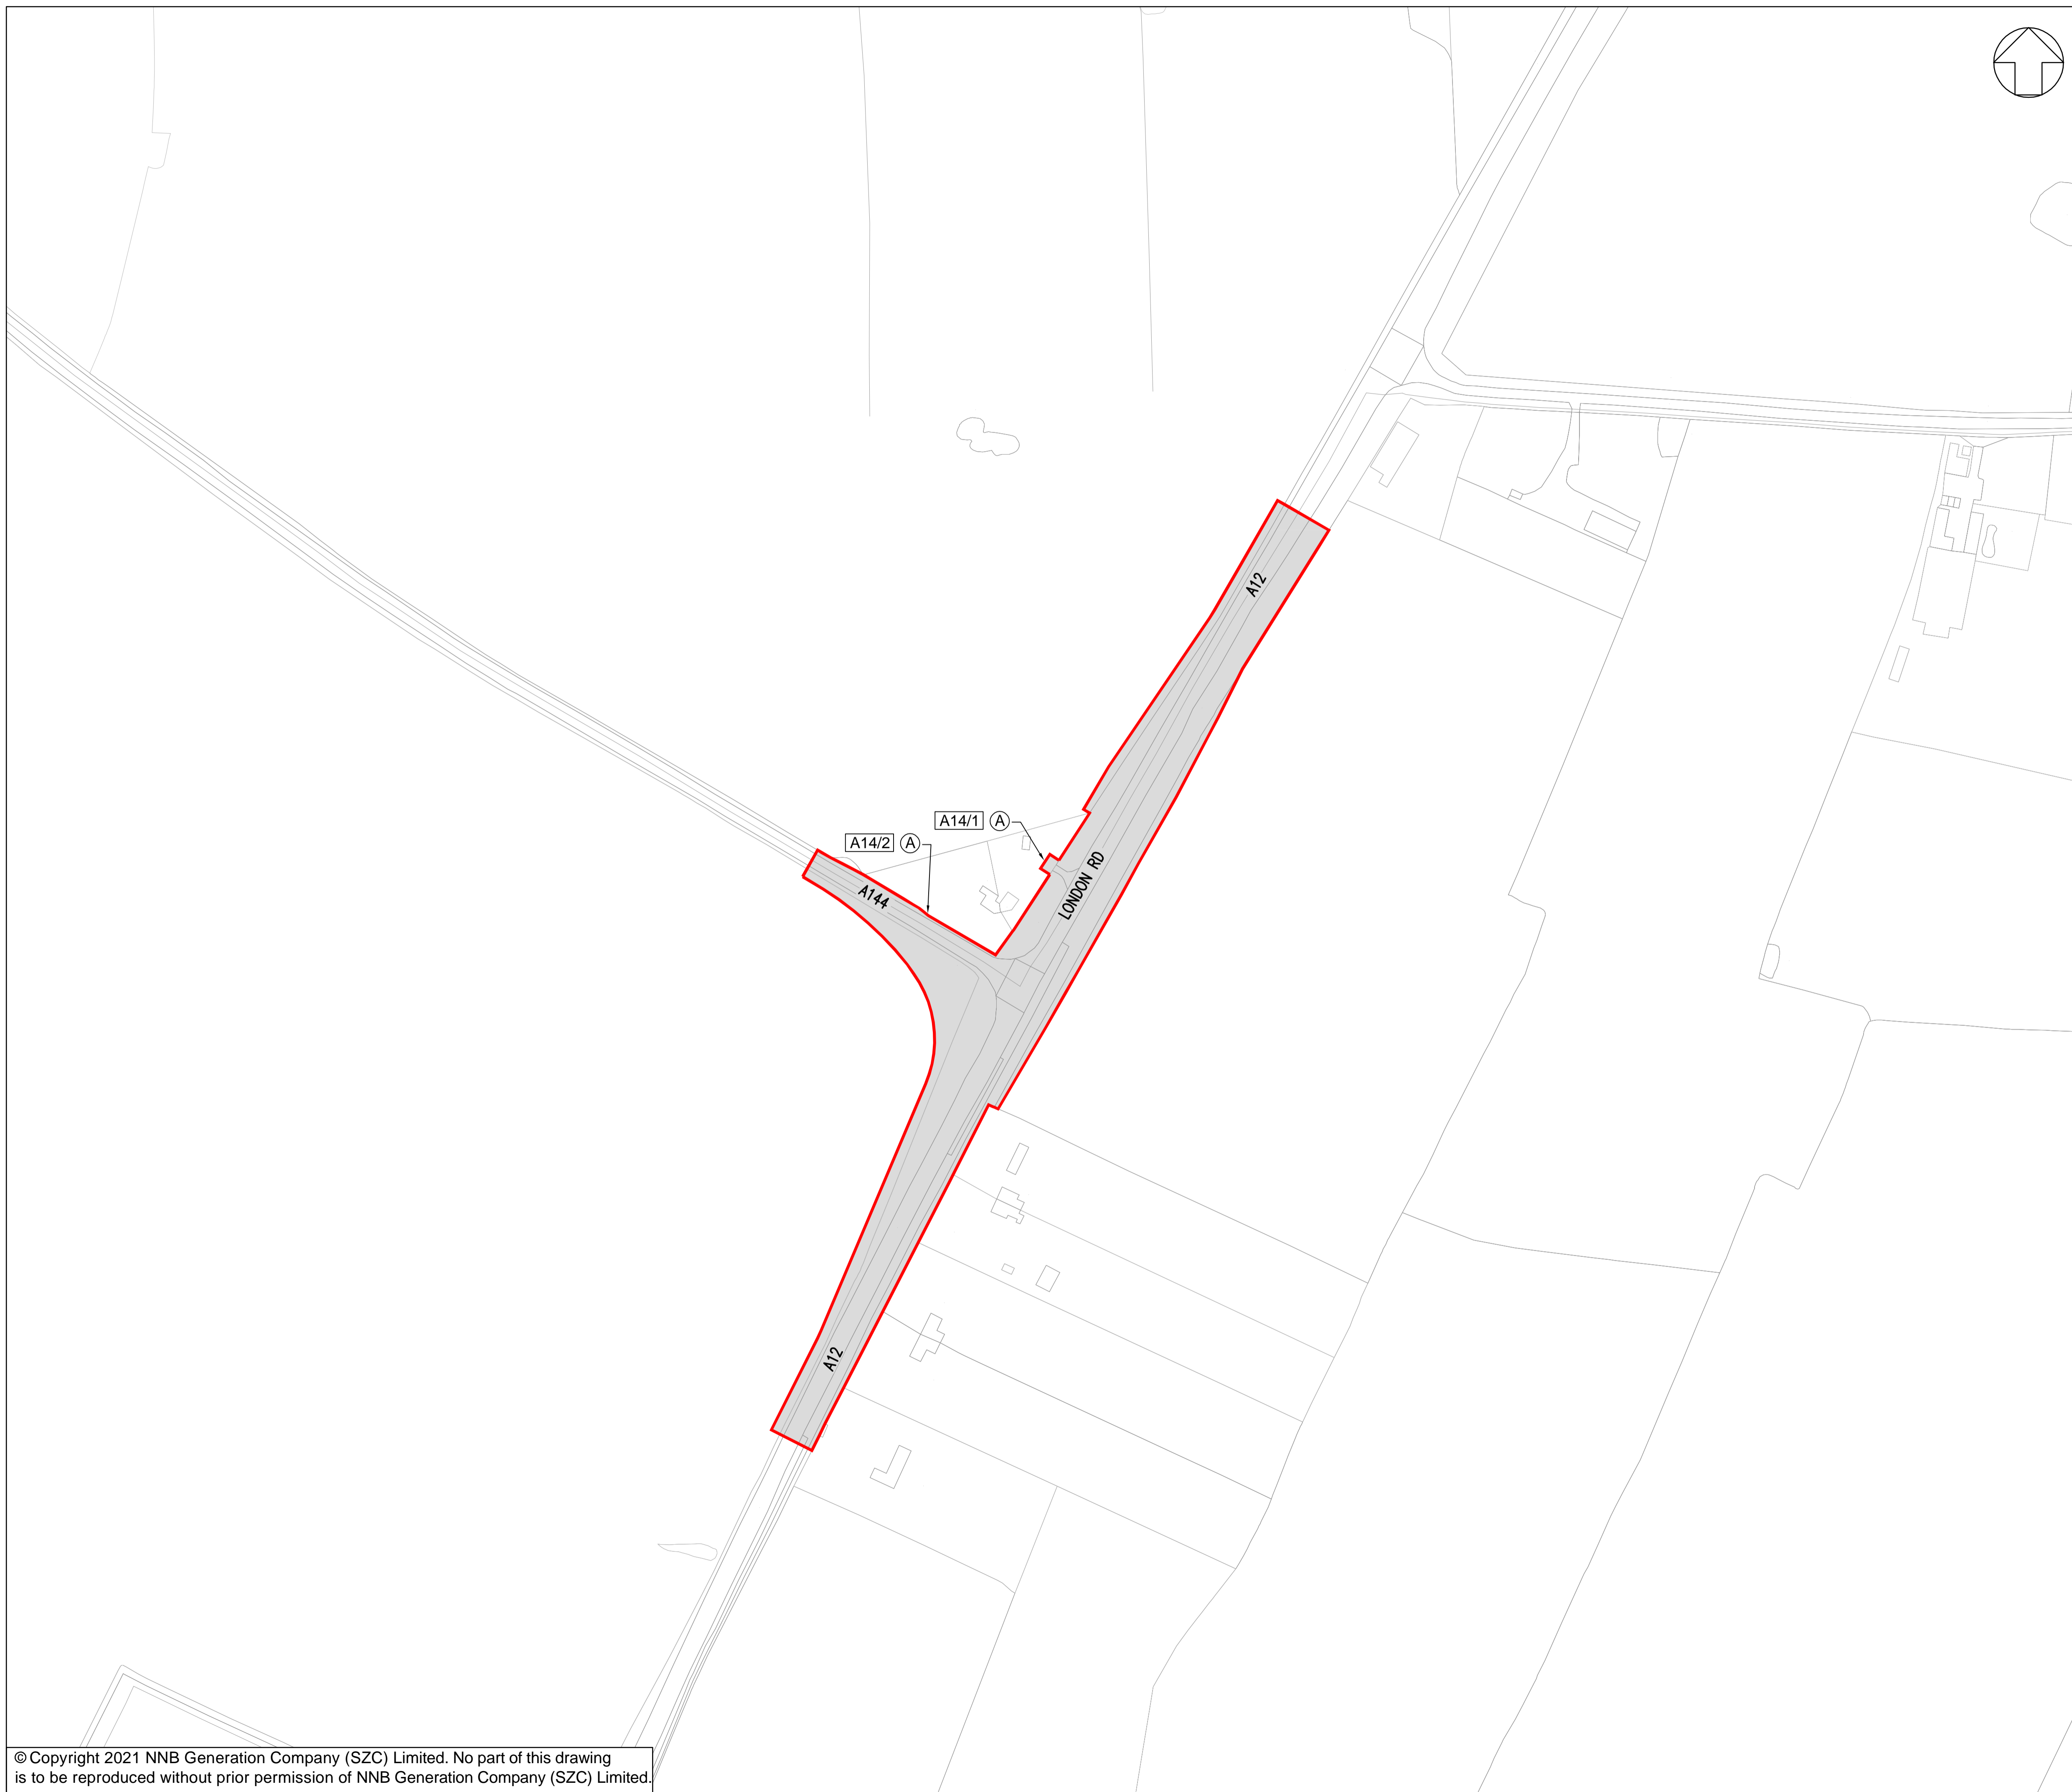 A12
A14/1 A
A14/2 A
LONDON RD
A144
A12
© Copyright 2021 NNB Generation Company (SZC) Limited. No part of this drawing
is to be reproduced without prior permission of NNB Generation Company (SZC) Limited.